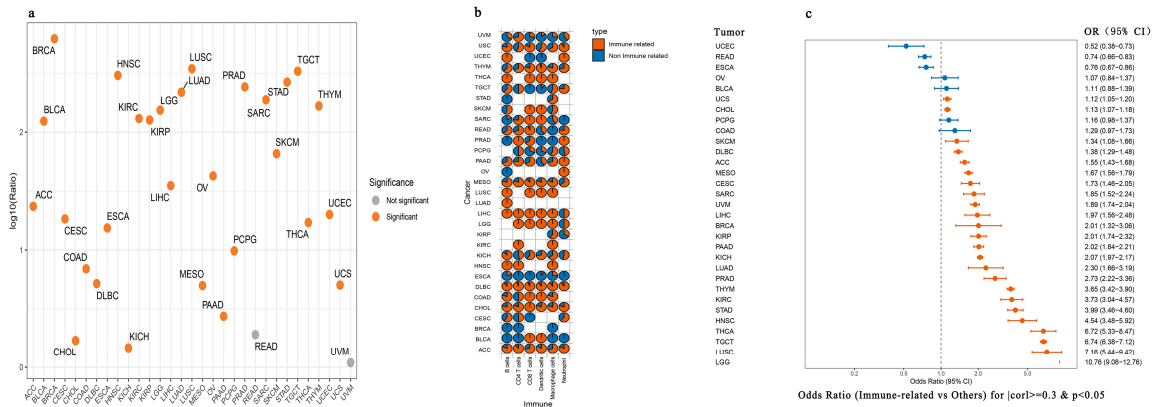 a
log10(Ratio)
2
1
0
BRCA
HNSC
LUSC
TGCT
LUAD
PRAD
STAD
THYM
SARC
LGG
KIRC
KIRP
BLCA
SKCM
OV
LIHC
ACC
CESC
ESCA
UCEC
THCA
PCPG
COAD
DLBC
MESO
UCS
PAAD
READ
CHOL
KICH
UVM
Significance
Not significant
Significant
ACC
BLCA
BRCA
CESC
CHOL
COAD
DLBC
ESCA
HNSC
KICH
KIRC
KIRP
LGG
LIHC
LUAD
LUSC
MESO
OV
PAAD
PCPG
PRAD
READ
SARC
SKCM
STAD
TGCT
THCA
THYM
UCEC
UCS
UVM
b
Cancer
UVM
USC
UCEC
THYM
THCA
TGCT
STAD
SKCM
SARC
READ
PRAD
PCPG
PAAD
OV
MESO
LUSC
LUAD
LIHC
LGG
KIRP
KIRC
KICH
HNSC
ESCA
DLBC
COAD
CHOL
CESC
BRCA
BLCA
ACC
B cells
CD4 T cells
CD8 T cells
Dendritic cells
Macrophage cells
Neutrophil
Immune
type
Immune related
Non Immune related
c
Tumor OR (95% CI)
UCEC 0.52 (0.38−0.73)
READ 0.74 (0.66−0.83)
ESCA 0.76 (0.67−0.86)
OV 1.07 (0.84−1.37)
BLCA 1.11 (0.88−1.39)
UCS 1.12 (1.05−1.20)
CHOL 1.13 (1.07−1.18)
PCPG 1.16 (0.98−1.37)
COAD 1.29 (0.97−1.73)
SKCM 1.34 (1.08−1.66)
DLBC 1.38 (1.29−1.48)
ACC 1.55 (1.43−1.68)
MESO 1.67 (1.56−1.79)
CESC 1.73 (1.46−2.05)
SARC 1.85 (1.52−2.24)
UVM 1.89 (1.74−2.04)
LIHC 1.97 (1.56−2.48)
BRCA 2.01 (1.32−3.06)
KIRP 2.01 (1.74−2.32)
PAAD 2.02 (1.84−2.21)
KICH 2.07 (1.97−2.17)
LUAD 2.30 (1.66−3.19)
PRAD 2.73 (2.22−3.36)
THYM 3.65 (3.42−3.90)
KIRC 3.73 (3.04−4.57)
STAD 3.99 (3.46−4.60)
HNSC 4.54 (3.48−5.92)
THCA 6.72 (5.33−8.47)
TGCT 6.74 (6.38−7.12)
LUSC 7.16 (5.44−9.42)
LGG 10.76 (9.08−12.76)
0.2 0.5 1.0 2.0 5.0 10.0
Odds Ratio (95% CI)
Odds Ratio (Immune-related vs Others) for |cor|>=0.3 & p<0.05